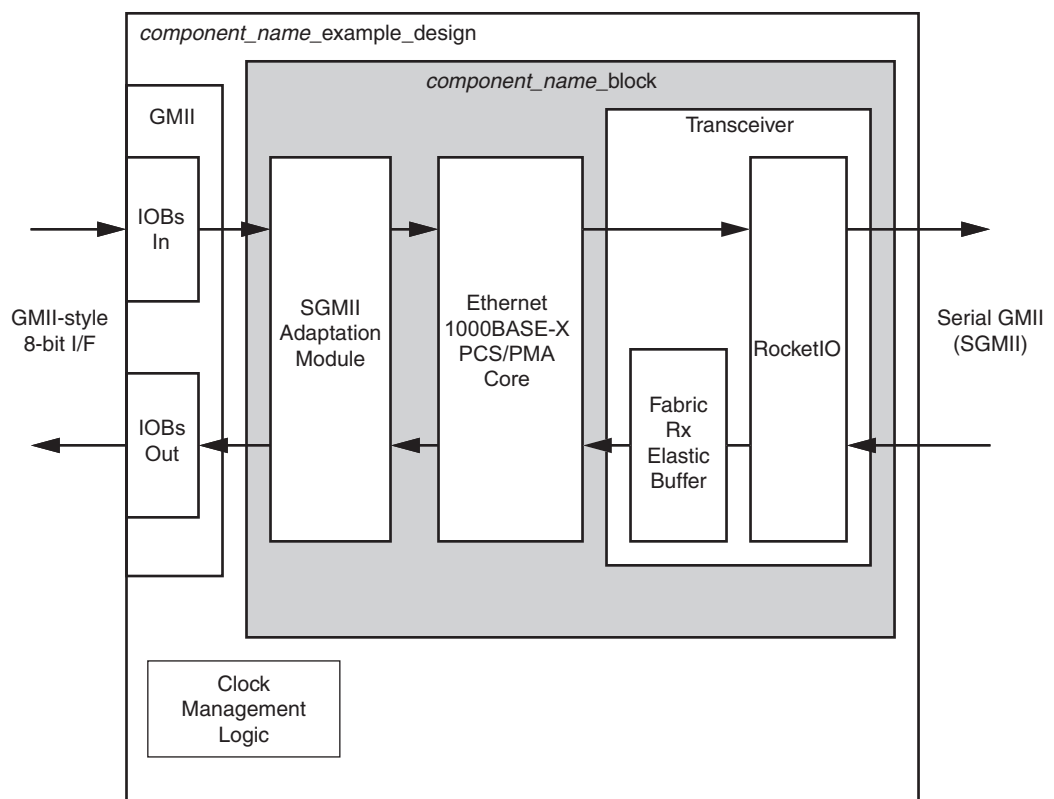 component_name_example_design
component_name_block
GMII
Transceiver
IOBs
In
GMII-style
8-bit I/F
SGMII
Adaptation
Module
Ethernet
1000BASE-X
PCS/PMA
Core
RocketIO
Serial GMII
(SGMII)
IOBs
Out
Fabric
Rx
Elastic
Buffer
Clock
Management
Logic